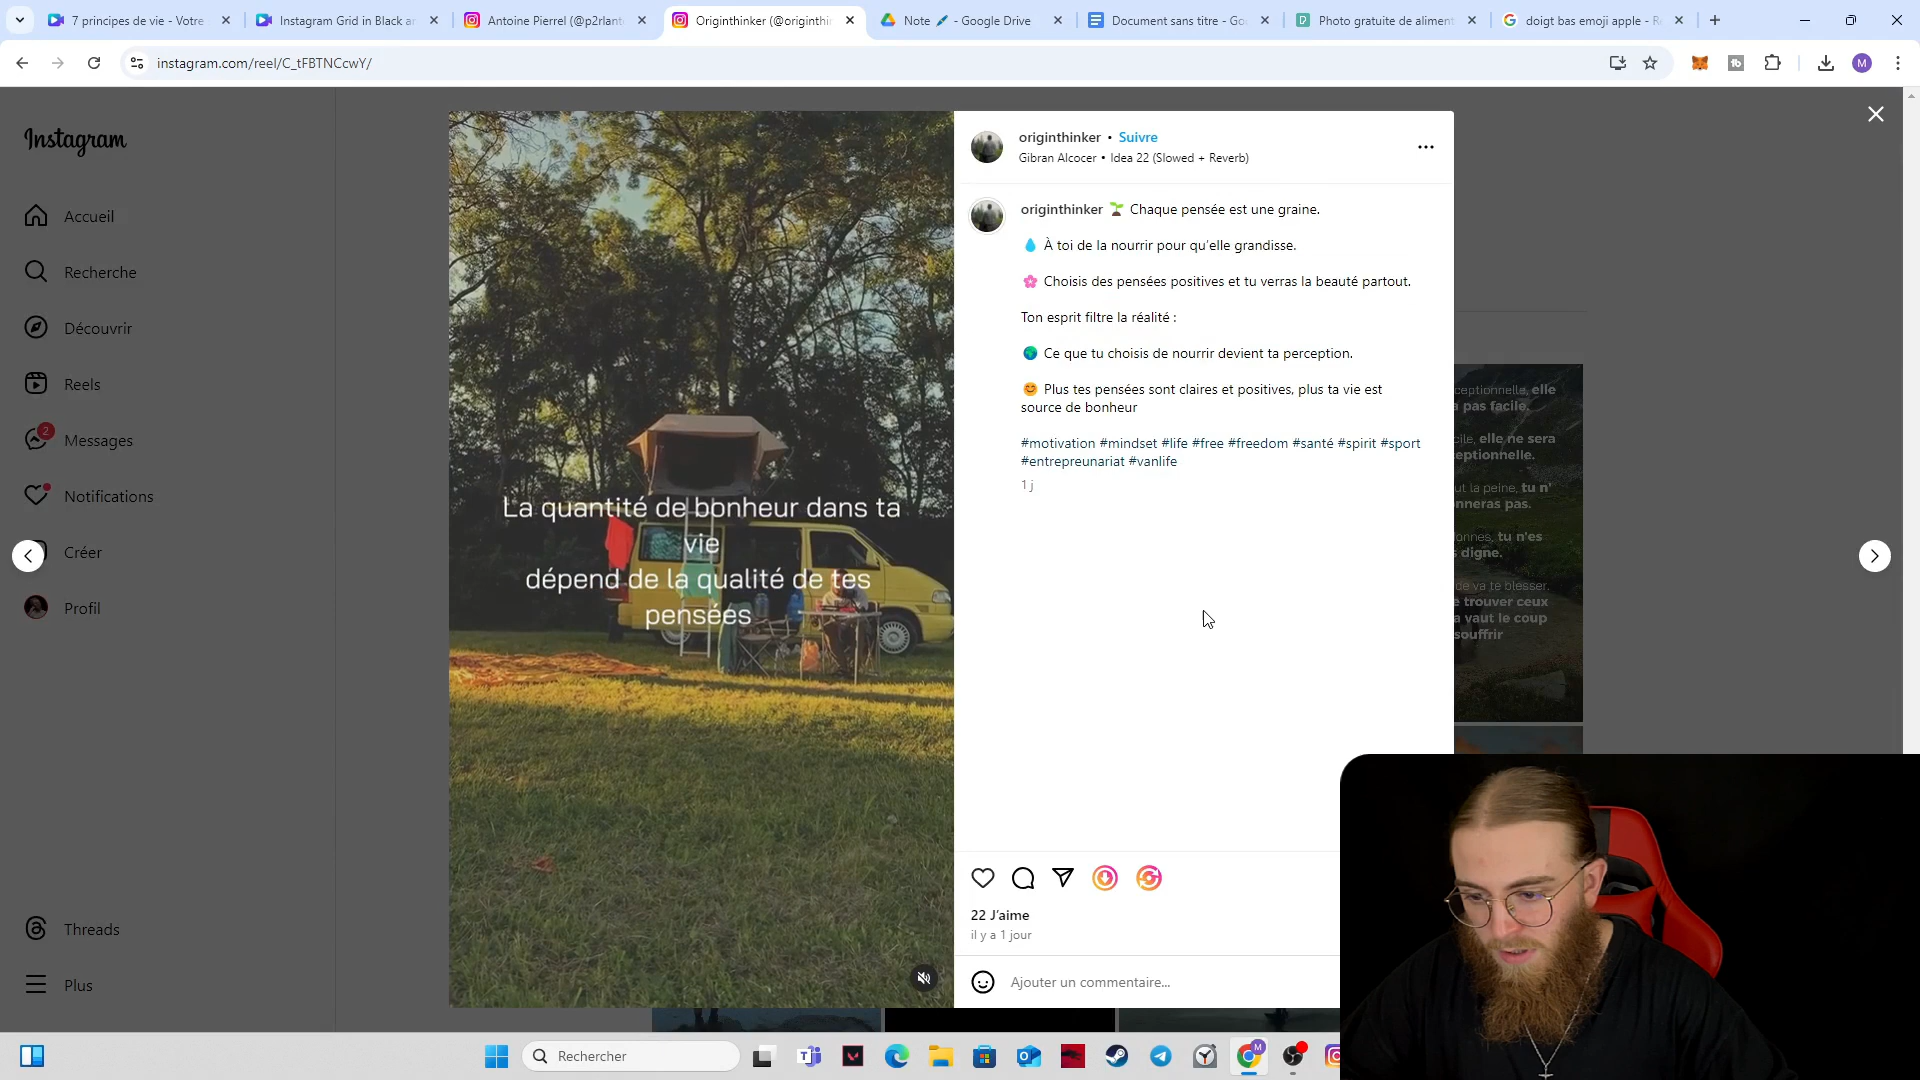 7 principes de vie - Votre
Instagram Grid in Black ar
Antoine Pierrel (@p2rlant
Originthinker (@originthin
Note 🖊️ - Google Drive
Document sans titre - Goo
Photo gratuite de aliment
doigt bas emoji apple - Re
instagram.com/reel/C_tFBTNCcwY/
M
Instagram
Accueil
Recherche
Découvrir
Reels
2
Messages
Notifications
Créer
Profil
Threads
Plus
La quantité de bonheur dans ta
vie
dépend de la qualité de tes
pensées
originthinker • Suivre
Gibran Alcocer • Idea 22 (Slowed + Reverb)
originthinker 🌱 Chaque pensée est une graine.
💧 À toi de la nourrir pour qu'elle grandisse.
🌸 Choisis des pensées positives et tu verras la beauté partout.
Ton esprit filtre la réalité :
🌍 Ce que tu choisis de nourrir devient ta perception.
😊 Plus tes pensées sont claires et positives, plus ta vie est
source de bonheur
#motivation #mindset #life #free #freedom #santé #spirit #sport
#entrepreunariat #vanlife
1 j
22 J'aime
il y a 1 jour
Ajouter un commentaire...
ceptionnelle, elle
pas facile.
cile, elle ne sera
eptionnelle.
ut la peine, tu n'
nneras pas.
onnes, tu n'es
digne.
de va te blesser,
trouver ceux
a vaut le coup
souffrir
Rechercher
M